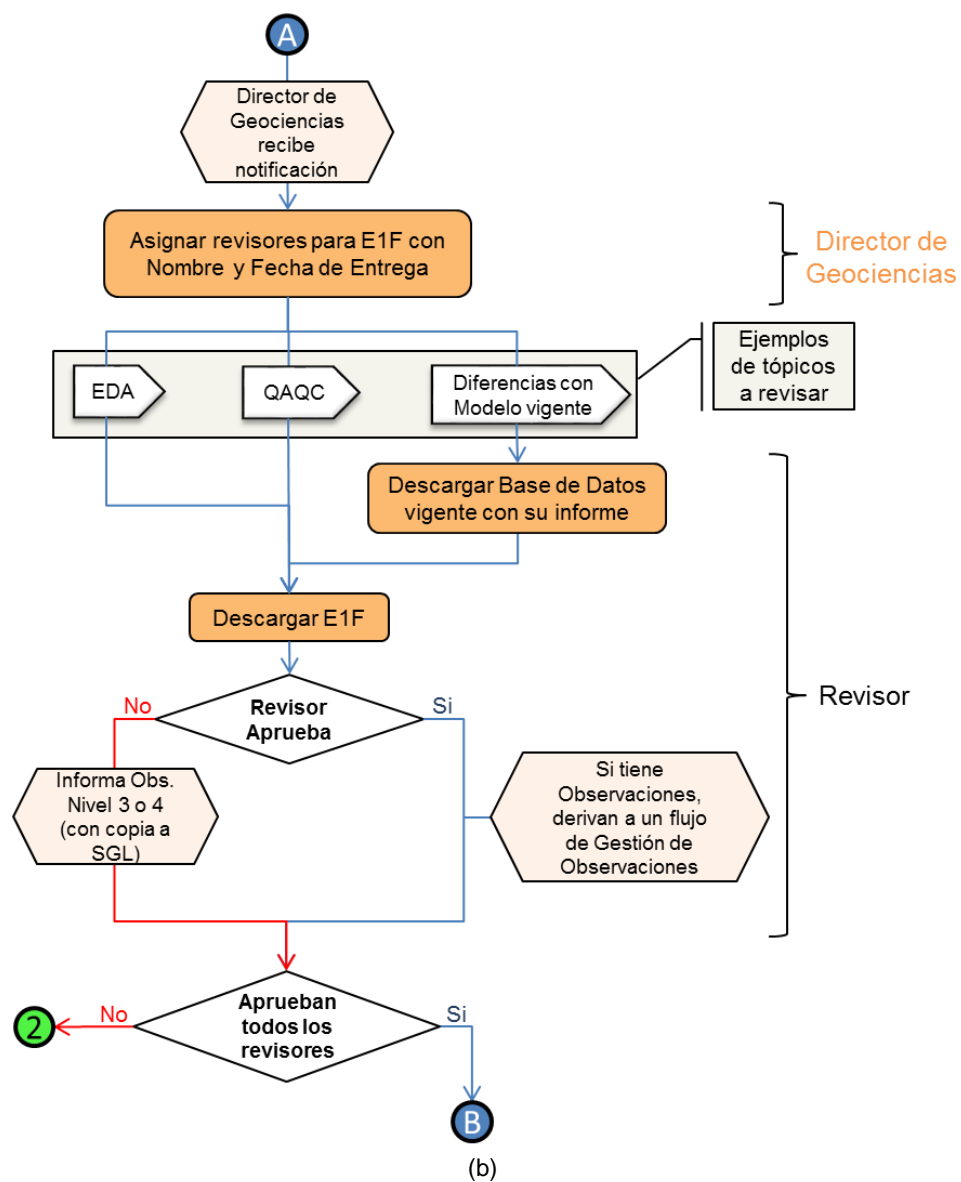 A
Director de
Geociencias
recibe
notificación
Asignar revisores para E1F con
Nombre y Fecha de Entrega
Director de
Geociencias
Ejemplos
de tópicos
a revisar
EDA
QAQC
Diferencias con
Modelo vigente
Descargar Base de Datos
vigente con su informe
Descargar E1F
Revisor
Aprueba
No
Si
Informa Obs.
Nivel 3 o 4
(con copia a
SGL)
Si tiene
Observaciones,
derivan a un flujo
de Gestión de
Observaciones
Revisor
Aprueban
todos los
revisores
No
Si
2
B
(b)